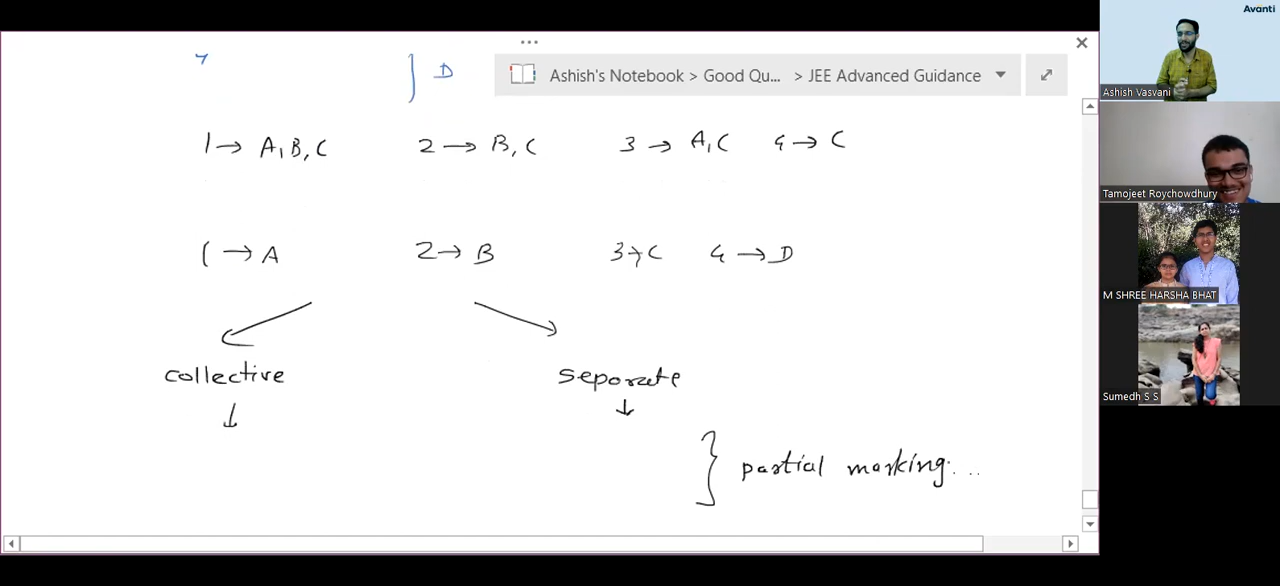 Avanti
D
Ashish's Notebook > Good Qu... > JEE Advanced Guidance
Ashish Vasvani
1 → A, B, C 2 → B, C 3 → A, C 4 → C
Tamojeet Roychowdhury
1 → A 2 → B 3 → C 4 → D
M SHREE HARSHA BHAT
collective separate
Sumedh S S
} partial marking...